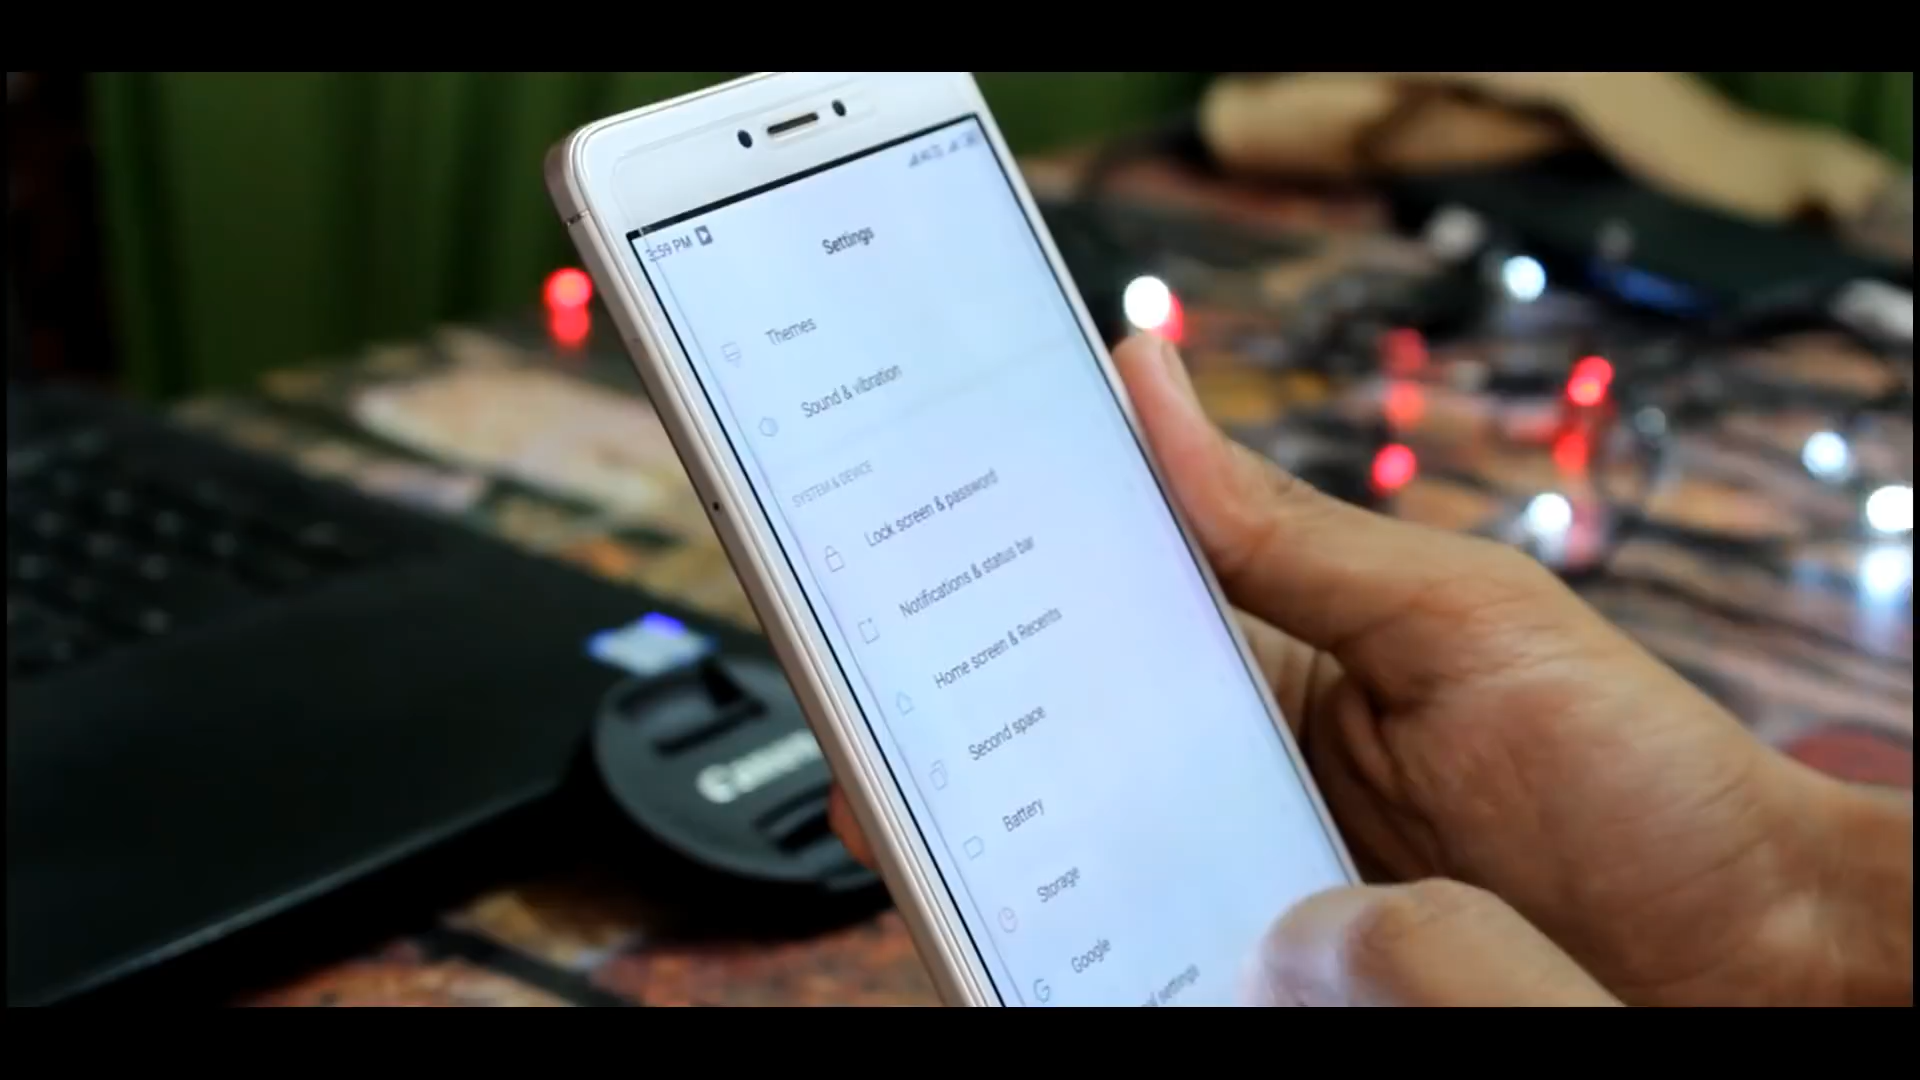 3:59 PM
Settings
Themes
Sound & vibration
SYSTEM & DEVICE
Lock screen & password
Notifications & status bar
Home screen & Recents
Second space
Battery
Storage
Google
settings
Canon